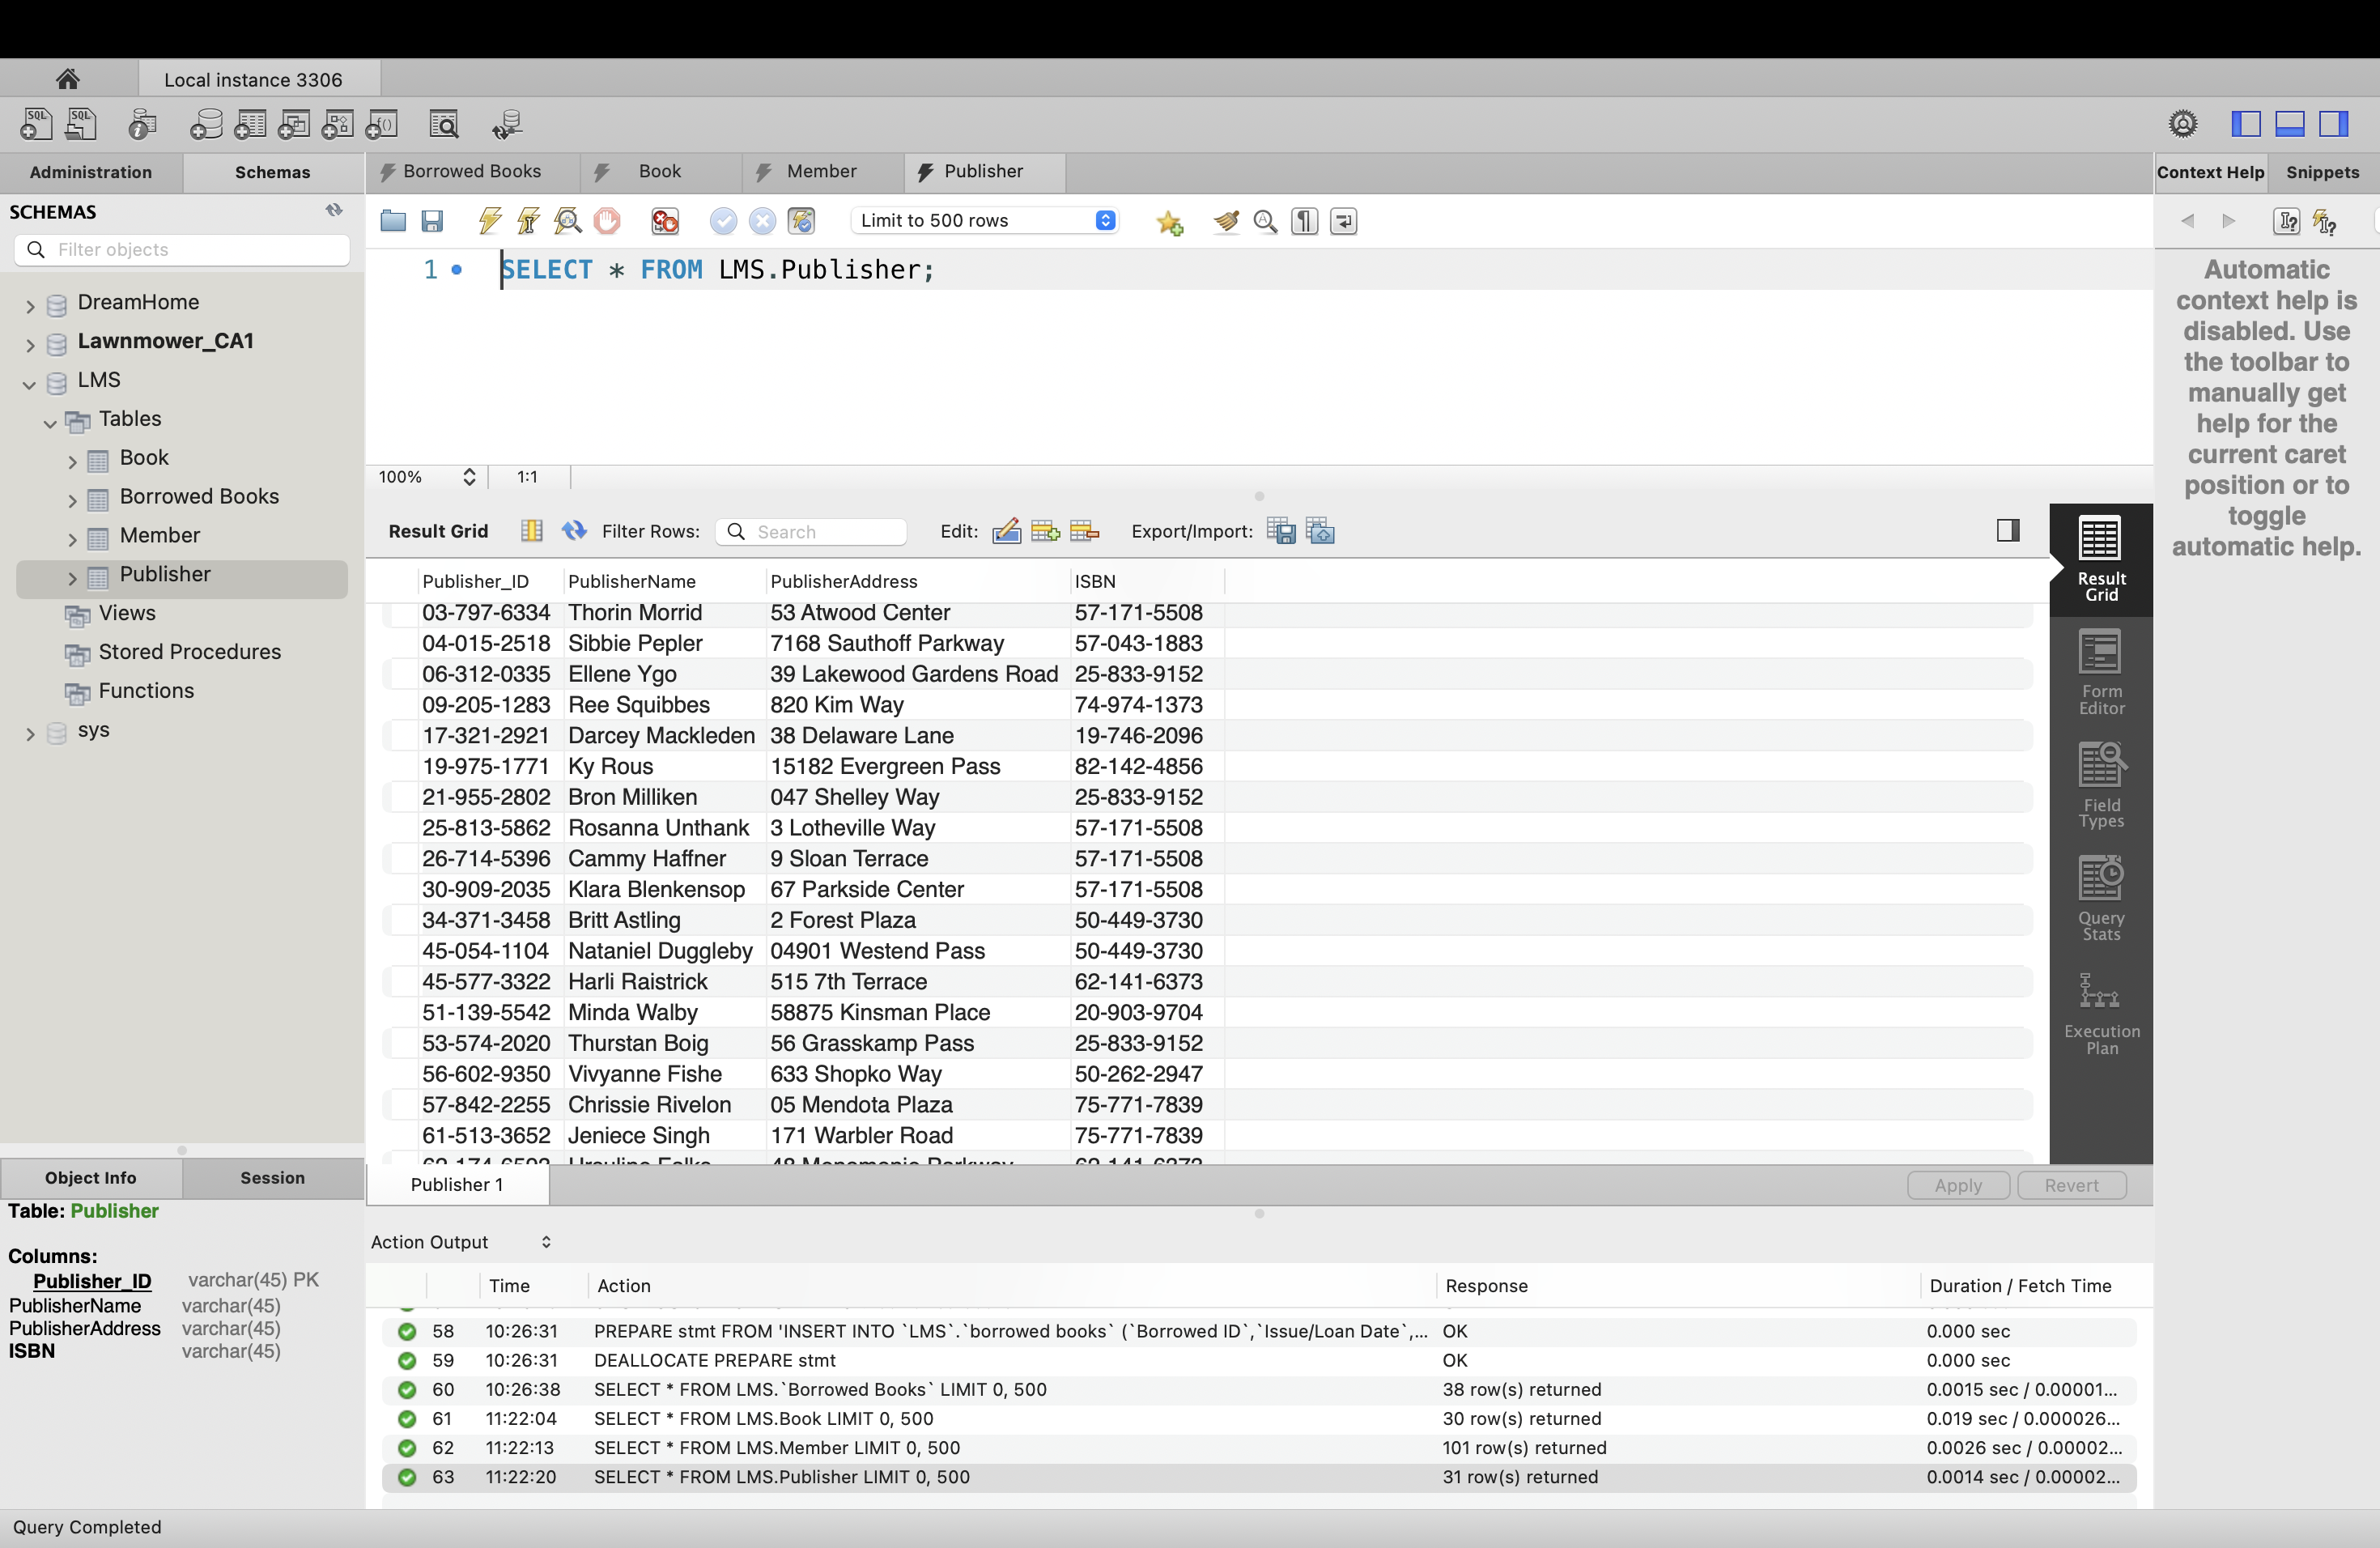 Local instance 3306
Administration Schemas
Borrowed Books Book Member Publisher
Context Help Snippets
SCHEMAS
Filter objects
DreamHome
Lawnmower_CA1
LMS
Tables
Book
Borrowed Books
Member
Publisher
Views
Stored Procedures
Functions
sys
Limit to 500 rows
1 SELECT * FROM LMS.Publisher;
100% 1:1
Automatic
context help is
disabled. Use
the toolbar to
manually get
help for the
current caret
position or to
toggle
automatic help.
Result Grid Filter Rows: Search Edit: Export/Import:
Publisher_ID PublisherName PublisherAddress ISBN
03-797-6334 Thorin Morrid 53 Atwood Center 57-171-5508
04-015-2518 Sibbie Pepler 7168 Sauthoff Parkway 57-043-1883
06-312-0335 Ellene Ygo 39 Lakewood Gardens Road 25-833-9152
09-205-1283 Ree Squibbes 820 Kim Way 74-974-1373
17-321-2921 Darcey Mackleden 38 Delaware Lane 19-746-2096
19-975-1771 Ky Rous 15182 Evergreen Pass 82-142-4856
21-955-2802 Bron Milliken 047 Shelley Way 25-833-9152
25-813-5862 Rosanna Unthank 3 Lotheville Way 57-171-5508
26-714-5396 Cammy Haffner 9 Sloan Terrace 57-171-5508
30-909-2035 Klara Blenkensop 67 Parkside Center 57-171-5508
34-371-3458 Britt Astling 2 Forest Plaza 50-449-3730
45-054-1104 Nataniel Duggleby 04901 Westend Pass 50-449-3730
45-577-3322 Harli Raistrick 515 7th Terrace 62-141-6373
51-139-5542 Minda Walby 58875 Kinsman Place 20-903-9704
53-574-2020 Thurstan Boig 56 Grasskamp Pass 25-833-9152
56-602-9350 Vivyanne Fishe 633 Shopko Way 50-262-2947
57-842-2255 Chrissie Rivelon 05 Mendota Plaza 75-771-7839
61-513-3652 Jeniece Singh 171 Warbler Road 75-771-7839
Result
Grid
Form
Editor
Field
Types
Query
Stats
Execution
Plan
Object Info Session
Table: Publisher
Columns:
Publisher_ID varchar(45) PK
PublisherName varchar(45)
PublisherAddress varchar(45)
ISBN varchar(45)
Publisher 1 Apply Revert
Action Output
Time Action Response Duration / Fetch Time
58 10:26:31 PREPARE stmt FROM 'INSERT INTO `LMS`.`borrowed books` (`Borrowed ID`,`Issue/Loan Date`,... OK 0.000 sec
59 10:26:31 DEALLOCATE PREPARE stmt OK 0.000 sec
60 10:26:38 SELECT * FROM LMS.`Borrowed Books` LIMIT 0, 500 38 row(s) returned 0.0015 sec / 0.00001...
61 11:22:04 SELECT * FROM LMS.Book LIMIT 0, 500 30 row(s) returned 0.019 sec / 0.000026...
62 11:22:13 SELECT * FROM LMS.Member LIMIT 0, 500 101 row(s) returned 0.0026 sec / 0.00002...
63 11:22:20 SELECT * FROM LMS.Publisher LIMIT 0, 500 31 row(s) returned 0.0014 sec / 0.00002...
Query Completed